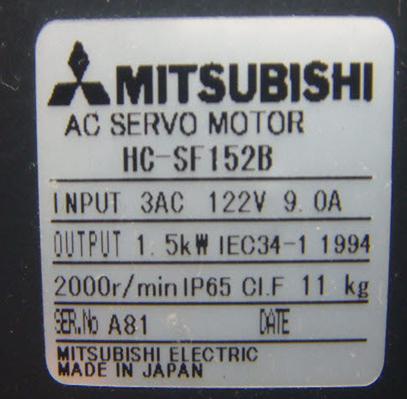 MITSUBISHI
AC SERVO MOTOR
HC-SF152B
INPUT 3AC 122V 9.0A
OUTPUT 1.5kW IEC34-1 1994
2000r/min IP65 CI.F 11 kg
SER.No A81 DATE
MITSUBISHI ELECTRIC
MADE IN JAPAN